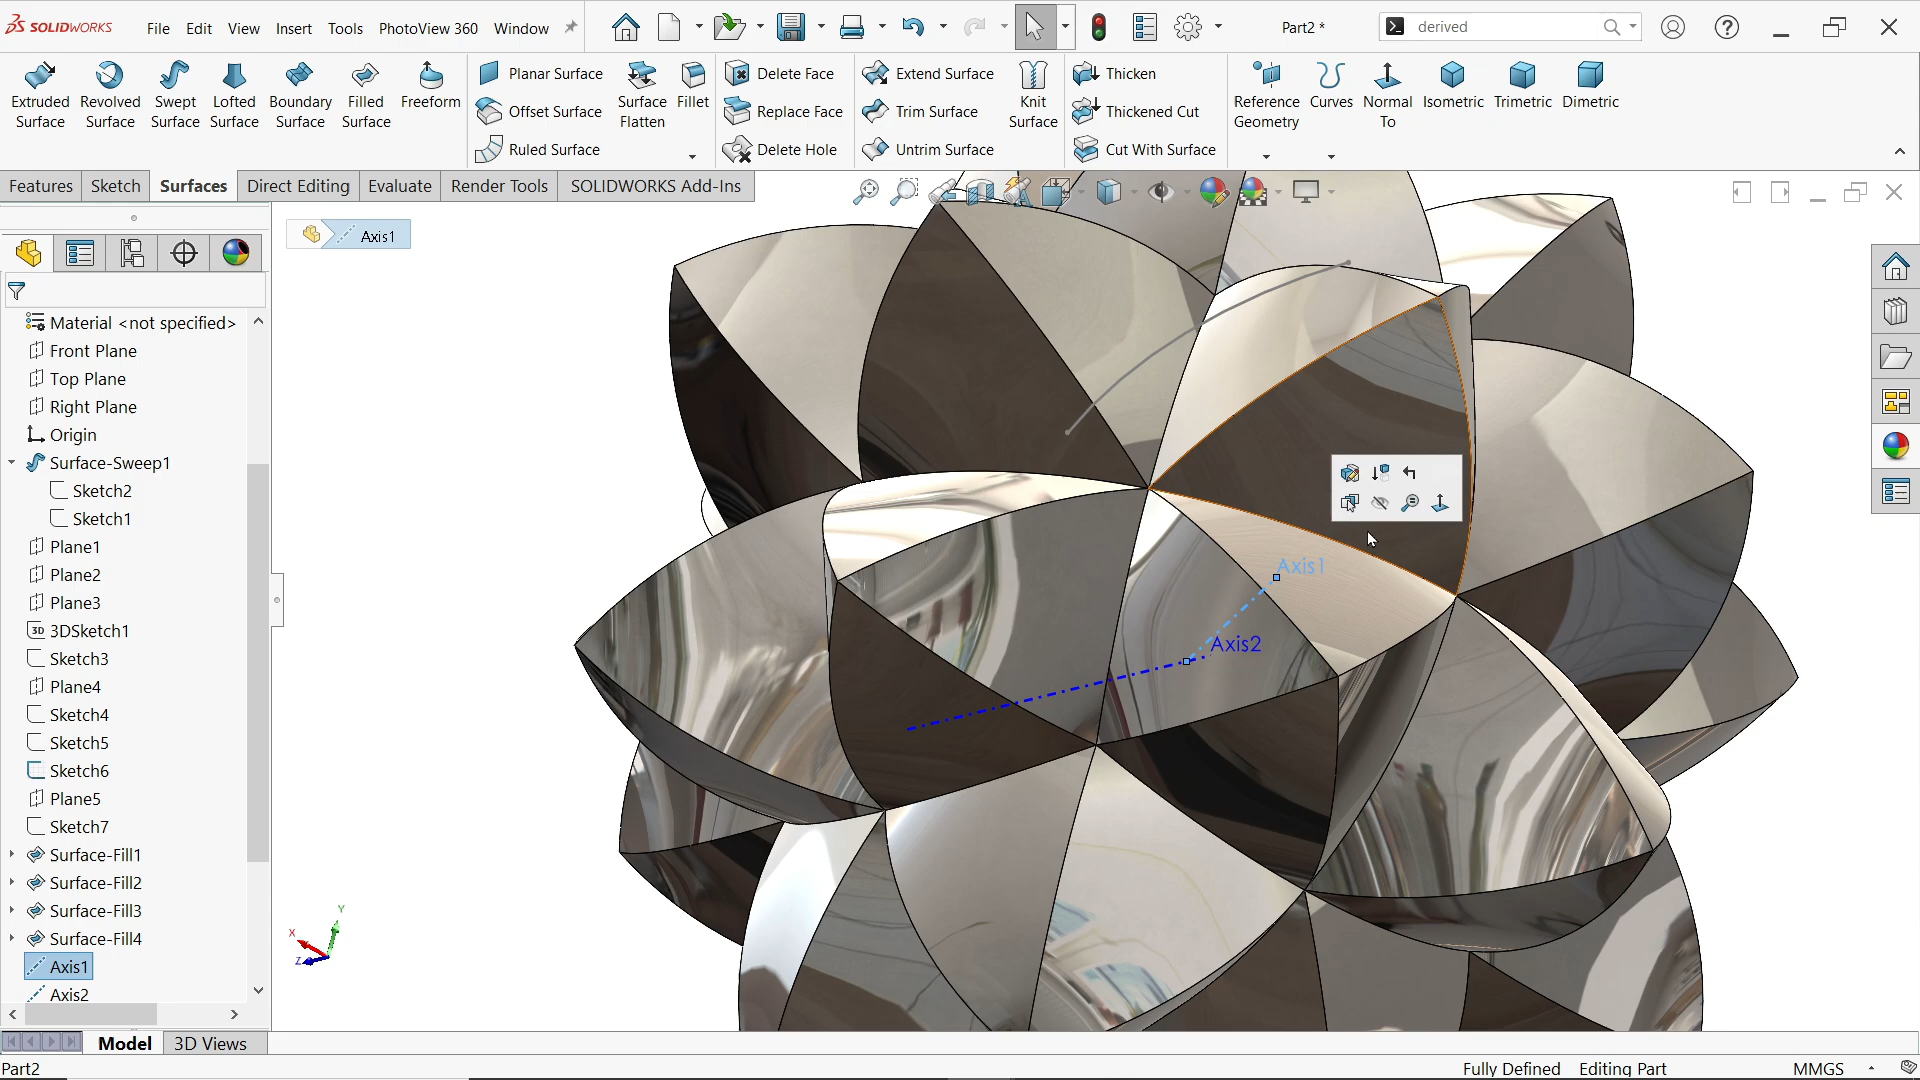 SOLIDWORKS File Edit View Insert Tools PhotoView 360 Window Part2 * derived
Extruded Surface
Revolved Surface
Swept Surface
Lofted Surface
Boundary Surface
Filled Surface
Freeform
Planar Surface
Offset Surface
Ruled Surface
Surface Flatten
Fillet
Delete Face
Replace Face
Delete Hole
Extend Surface
Trim Surface
Untrim Surface
Knit Surface
Thicken
Thickened Cut
Cut With Surface
Reference Geometry
Curves
Normal To
Isometric
Trimetric
Dimetric
Features Sketch Surfaces Direct Editing Evaluate Render Tools SOLIDWORKS Add-Ins
Axis1
Material <not specified>
Front Plane
Top Plane
Right Plane
Origin
Surface-Sweep1
Sketch2
Sketch1
Plane1
Plane2
Plane3
3D 3DSketch1
Sketch3
Plane4
Sketch4
Sketch5
Sketch6
Plane5
Sketch7
Surface-Fill1
Surface-Fill2
Surface-Fill3
Surface-Fill4
Axis1
Axis2
Axis1
Axis2
Y
X
Z
Model 3D Views
Part2 Fully Defined Editing Part MMGS